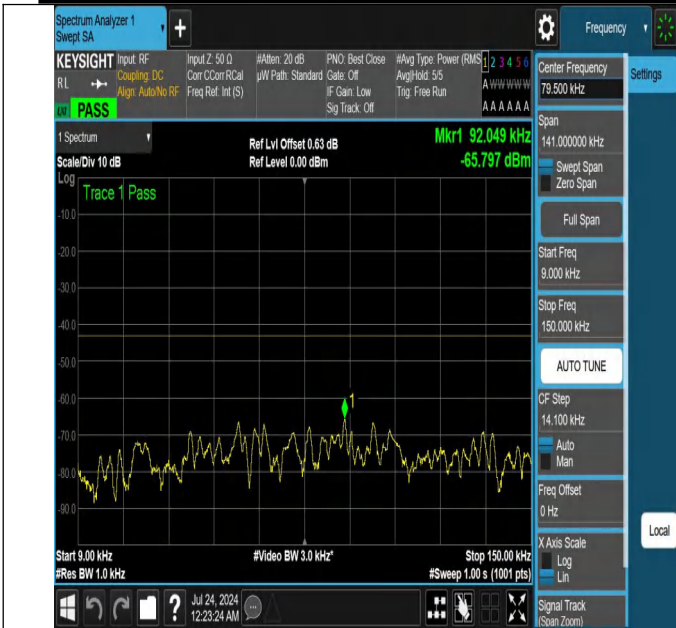 Spectrum Analyzer 1
Swept SA
+
Frequency
KEYSIGHT
RL
PASS
Input: RF
Coupling: DC
Align: Auto/No RF
Input Z: 50 Ω
Corr CCorr RCal
Freq Ref: Int (S)
#Atten: 20 dB
µW Path: Standard
PNO: Best Close
Gate: Off
IF Gain: Low
Sig Track: Off
#Avg Type: Power (RMS
Avg|Hold: 5/5
Trig: Free Run
1 2 3 4 5 6
A W W W W W
A A A A A A
1 Spectrum
Scale/Div 10 dB
Log
Ref Lvl Offset 0.63 dB
Ref Level 0.00 dBm
Mkr1 92.049 kHz
-65.797 dBm
Trace 1 Pass
-10.0
-20.0
-30.0
-40.0
-50.0
-60.0
-70.0
-80.0
-90.0
1
Start 9.00 kHz
#Res BW 1.0 kHz
#Video BW 3.0 kHz*
Stop 150.00 kHz
#Sweep 1.00 s (1001 pts)
Jul 24, 2024
12:23:24 AM
?
Center Frequency
79.500 kHz
Settings
Span
141.000000 kHz
Swept Span
Zero Span
Full Span
Start Freq
9.000 kHz
Stop Freq
150.000 kHz
AUTO TUNE
CF Step
14.100 kHz
Auto
Man
Freq Offset
0 Hz
X Axis Scale
Log
Lin
Local
Signal Track
(Span Zoom)